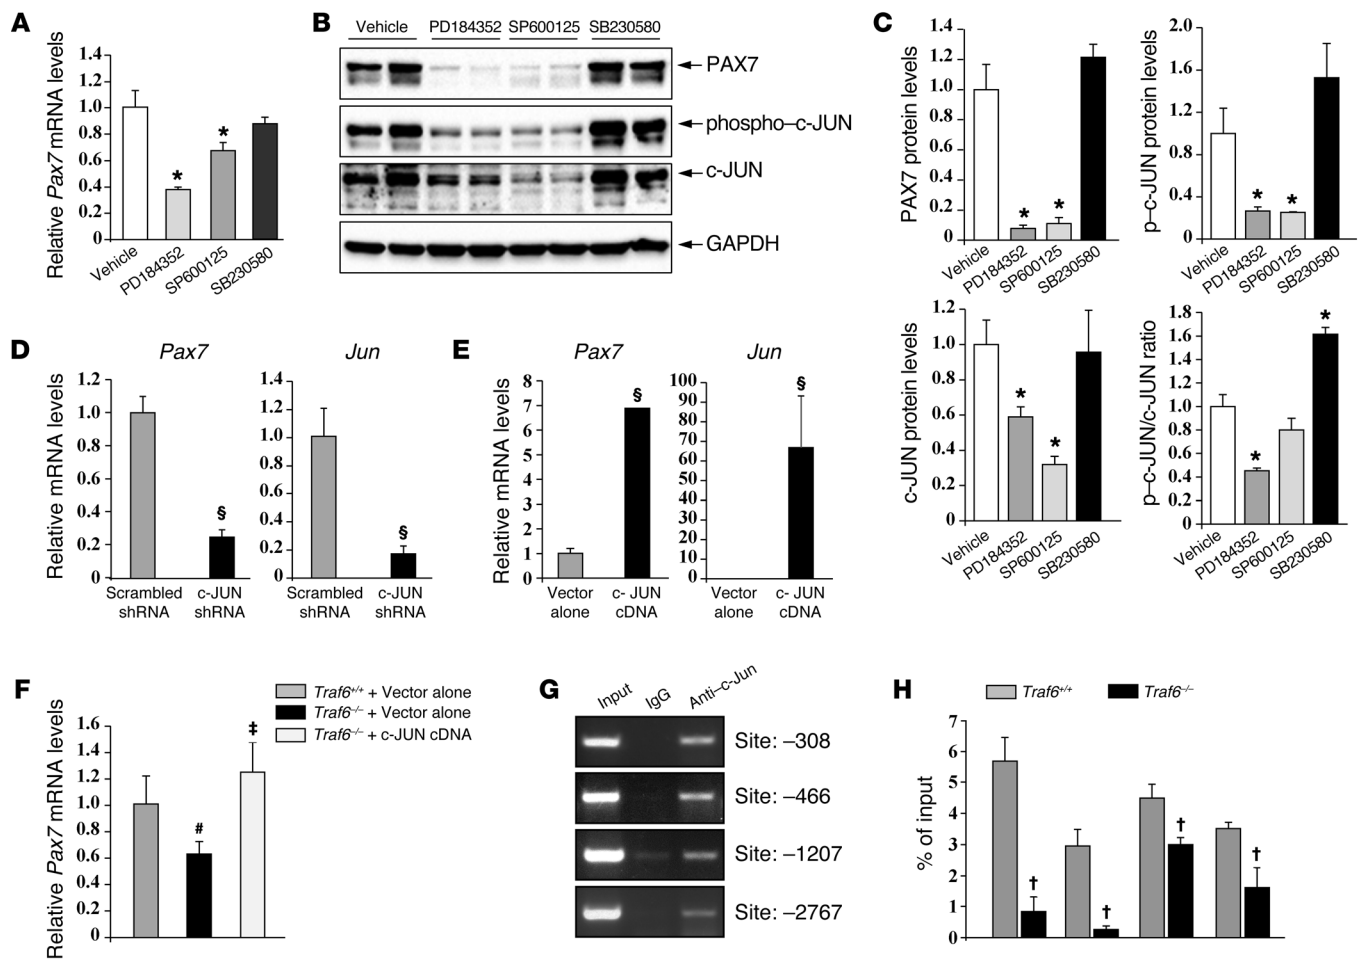 A
Relative Pax7 mRNA levels
1.4
1.2
1.0
0.8
0.6
0.4
0.2
0
*
*
Vehicle
PD184352
SP600125
SB230580
B
Vehicle PD184352 SP600125 SB230580
PAX7
phospho–c-JUN
c-JUN
GAPDH
C
PAX7 protein levels
1.4
1.2
1.0
0.8
0.6
0.4
0.2
0
* *
Vehicle
PD184352
SP600125
SB230580
p–c-JUN protein levels
2.0
1.6
1.2
0.8
0.4
0
* *
Vehicle
PD184352
SP600125
SB230580
c-JUN protein levels
1.2
1.0
0.8
0.6
0.4
0.2
0
*
*
Vehicle
PD184352
SP600125
SB230580
p–c-JUN/c-JUN ratio
1.8
1.6
1.4
1.2
1.0
0.8
0.6
0.4
0.2
0
*
*
Vehicle
PD184352
SP600125
SB230580
D
Relative mRNA levels
Pax7
1.2
1.0
0.8
0.6
0.4
0.2
0
§
Scrambled
shRNA
c-JUN
shRNA
Jun
1.4
1.2
1.0
0.8
0.6
0.4
0.2
0
§
Scrambled
shRNA
c-JUN
shRNA
E
Relative mRNA levels
Pax7
8
7
6
5
4
3
2
1
0
§
Vector
alone
c- JUN
cDNA
Jun
100
90
80
70
60
50
40
30
20
10
0
§
Vector
alone
c- JUN
cDNA
F
Traf6+/+ + Vector alone
Traf6–/– + Vector alone
Traf6–/– + c-JUN cDNA
Relative Pax7 mRNA levels
1.6
1.4
1.2
1.0
0.8
0.6
0.4
0.2
0
#
‡
G
Input IgG Anti–c-Jun
Site: –308
Site: –466
Site: –1207
Site: –2767
H
Traf6+/+ Traf6–/–
% of input
7
6
5
4
3
2
1
0
†
†
†
†